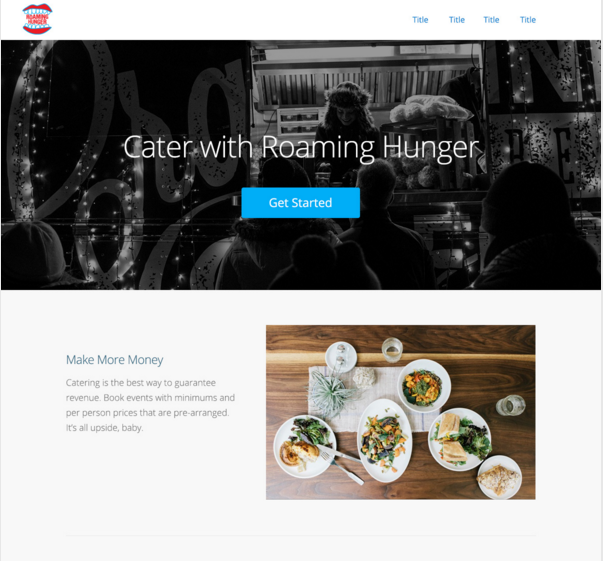 ROAMING
HUNGER
Title Title Title Title
Cater with Roaming Hunger
Get Started
Make More Money
Catering is the best way to guarantee
revenue. Book events with minimums and
per person prices that are pre-arranged.
It's all upside, baby.